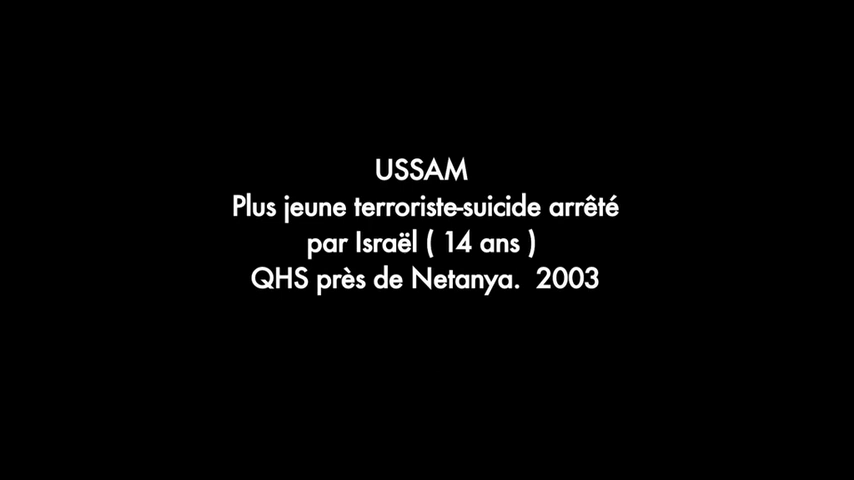 USSAM
Plus jeune terroriste-suicide arrêté
par Israël ( 14 ans )
QHS près de Netanya. 2003